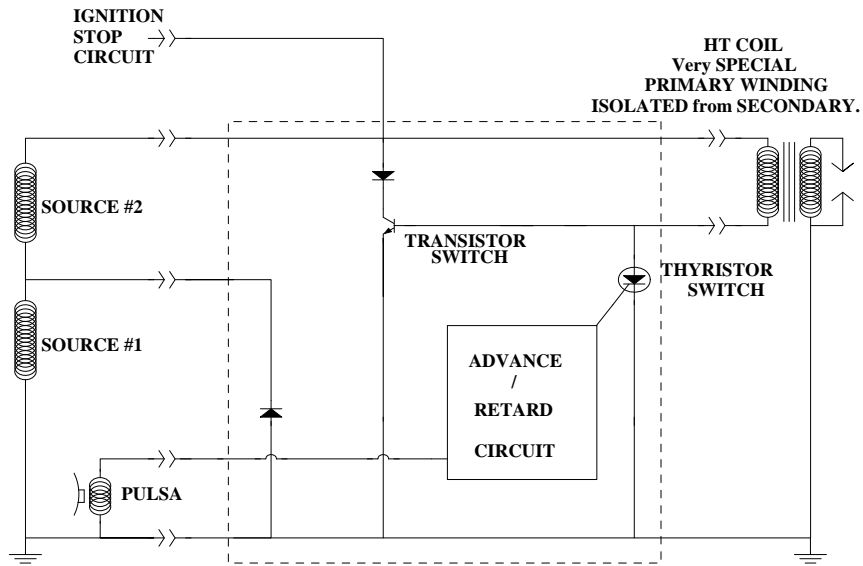 IGNITION
STOP
CIRCUIT
HT COIL
Very SPECIAL
PRIMARY WINDING
ISOLATED from SECONDARY.
SOURCE #2
TRANSISTOR
SWITCH
THYRISTOR
SWITCH
SOURCE #1
ADVANCE
/
RETARD
CIRCUIT
PULSA